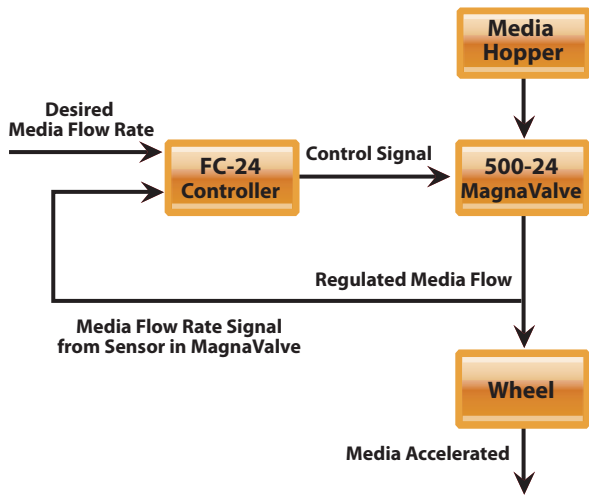 Media
Hopper
Desired
Media Flow Rate
FC-24
Controller
Control Signal
500-24
MagnaValve
Regulated Media Flow
Media Flow Rate Signal
from Sensor in MagnaValve
Wheel
Media Accelerated